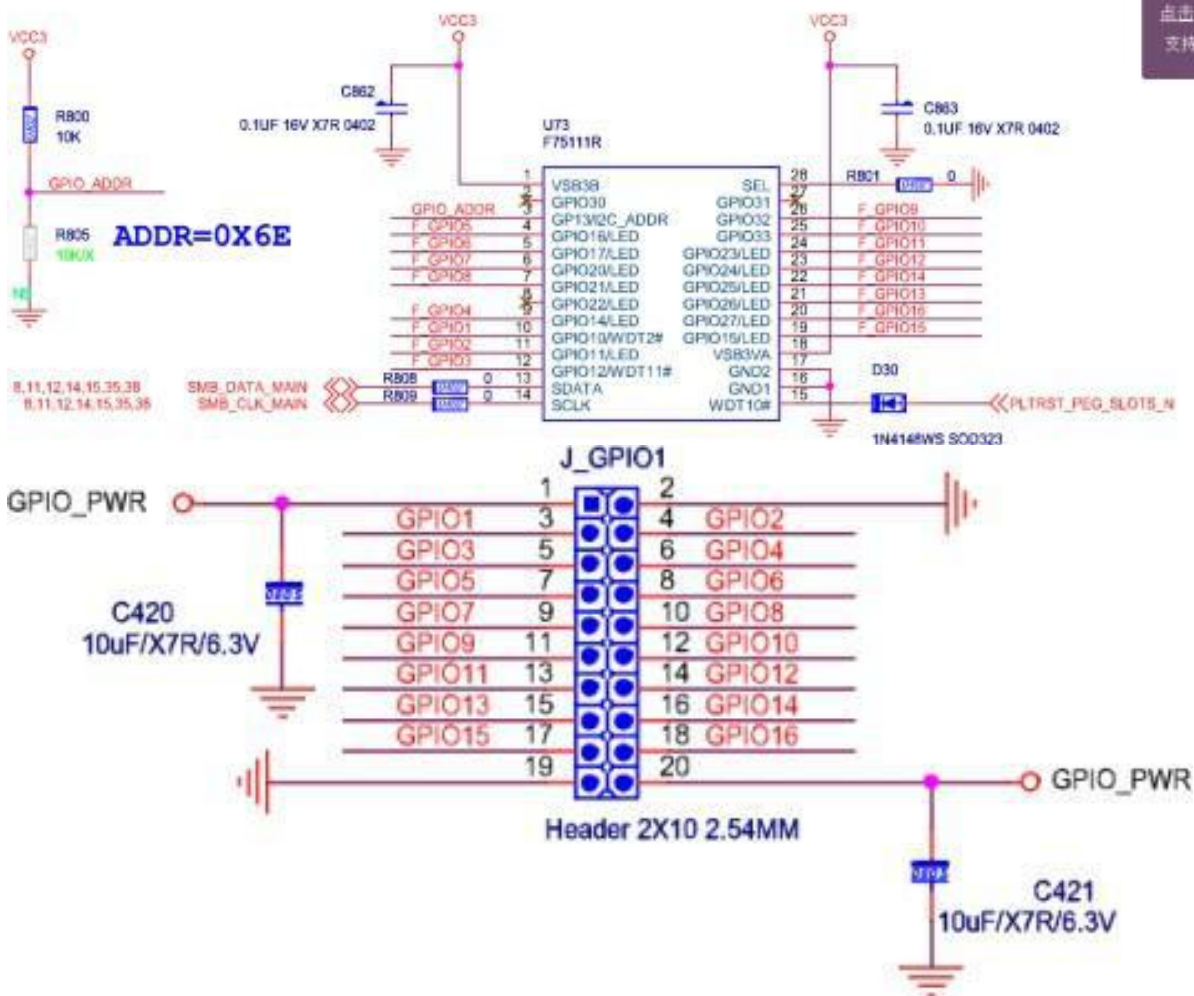 点击
支持
VCC3
R800
10K
GPIO_ADDR
R805
10K/X
ADDR=0X6E
VCC3
C862
0.1UF 16V X7R 0402
VCC3
C863
0.1UF 16V X7R 0402
U73
F75111R
1 VSB3B SEL 28 R801 0
2 GPIO30 GPIO31 27
GPIO_ADDR 3 GP13/I2C_ADDR GPIO32 26 F_GPIO9
F_GPIO5 4 GPIO16/LED GPIO33 25 F_GPIO10
F_GPIO6 5 GPIO17/LED GPIO23/LED 24 F_GPIO11
F_GPIO7 6 GPIO20/LED GPIO24/LED 23 F_GPIO12
F_GPIO8 7 GPIO21/LED GPIO25/LED 22 F_GPIO14
8 GPIO22/LED GPIO26/LED 21 F_GPIO13
F_GPIO4 9 GPIO14/LED GPIO27/LED 20 F_GPIO16
F_GPIO1 10 GPIO10/WDT2# GPIO15/LED 19 F_GPIO15
F_GPIO2 11 GPIO11/LED VSB3VA 18
F_GPIO3 12 GPIO12/WDT11# GND2 17
8,11,12,14,15,35,36 SMB_DATA_MAIN R808 0 13 SDATA GND1 16
8,11,12,14,15,35,36 SMB_CLK_MAIN R809 0 14 SCLK WDT10# 15
D30
PLTRST_PEG_SLOTS_N
1N4148WS SOD323
J_GPIO1
GPIO_PWR 1 2
GPIO1 3 4 GPIO2
GPIO3 5 6 GPIO4
GPIO5 7 8 GPIO6
GPIO7 9 10 GPIO8
GPIO9 11 12 GPIO10
GPIO11 13 14 GPIO12
GPIO13 15 16 GPIO14
GPIO15 17 18 GPIO16
19 20 GPIO_PWR
C420
10uF/X7R/6.3V
Header 2X10 2.54MM
C421
10uF/X7R/6.3V